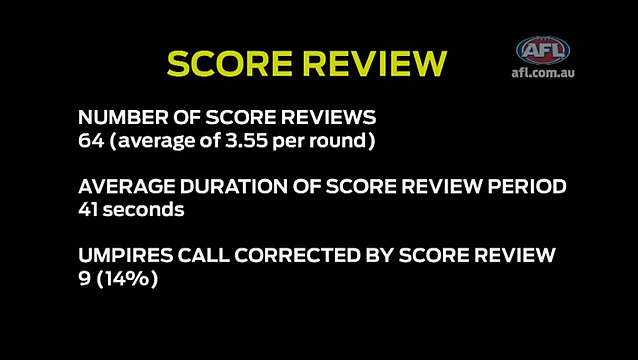 SCORE REVIEW
AFL
afl.com.au
NUMBER OF SCORE REVIEWS
64 (average of 3.55 per round)
AVERAGE DURATION OF SCORE REVIEW PERIOD
41 seconds
UMPIRES CALL CORRECTED BY SCORE REVIEW
9 (14%)